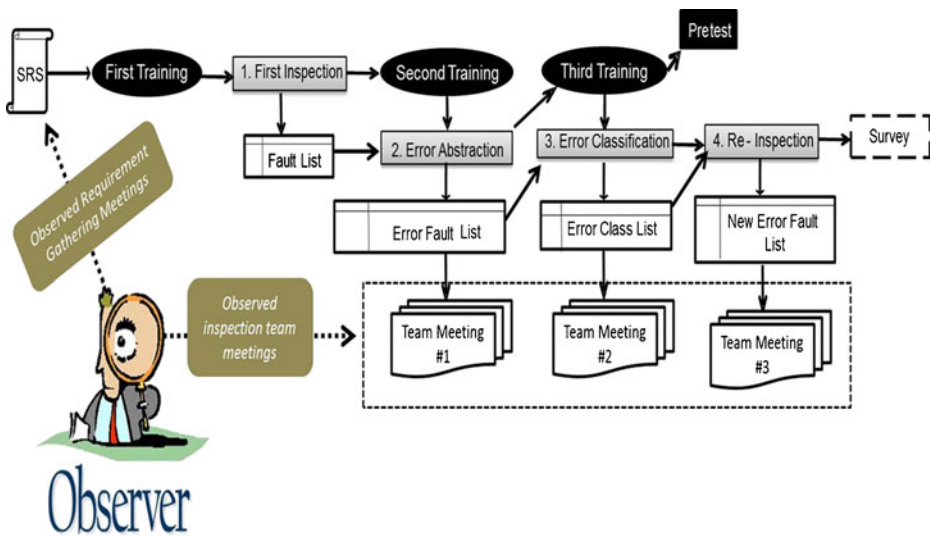 Pretest
SRS
First Training
1. First Inspection
Second Training
Third Training
Fault List
2. Error Abstraction
3. Error Classification
4. Re - Inspection
Survey
Observed Requirement
Gathering Meetings
Error Fault List
Error Class List
New Error Fault
List
Observed
inspection team
meetings
Team Meeting
#1
Team Meeting
#2
Team Meeting
#3
Observer